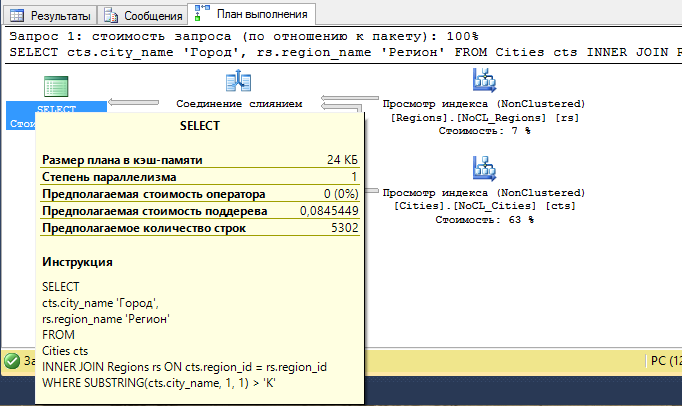 Результаты Сообщения План выполнения
Запрос 1: стоимость запроса (по отношению к пакету): 100%
SELECT cts.city_name 'Город', rs.region_name 'Регион' FROM Cities cts INNER JOIN R
SELECT
Соединение слиянием
Просмотр индекса (NonClustered)
[Regions].[NoCL_Regions] [rs]
Стоимость: 7 %
Просмотр индекса (NonClustered)
[Cities].[NoCL_Cities] [cts]
Стоимость: 63 %
SELECT
Размер плана в кэш-памяти 24 КБ
Степень параллелизма 1
Предполагаемая стоимость оператора 0 (0%)
Предполагаемая стоимость поддерева 0,0845449
Предполагаемое количество строк 5302
Инструкция
SELECT
cts.city_name 'Город',
rs.region_name 'Регион'
FROM
Cities cts
INNER JOIN Regions rs ON cts.region_id = rs.region_id
WHERE SUBSTRING(cts.city_name, 1, 1) > 'К'
PC (12